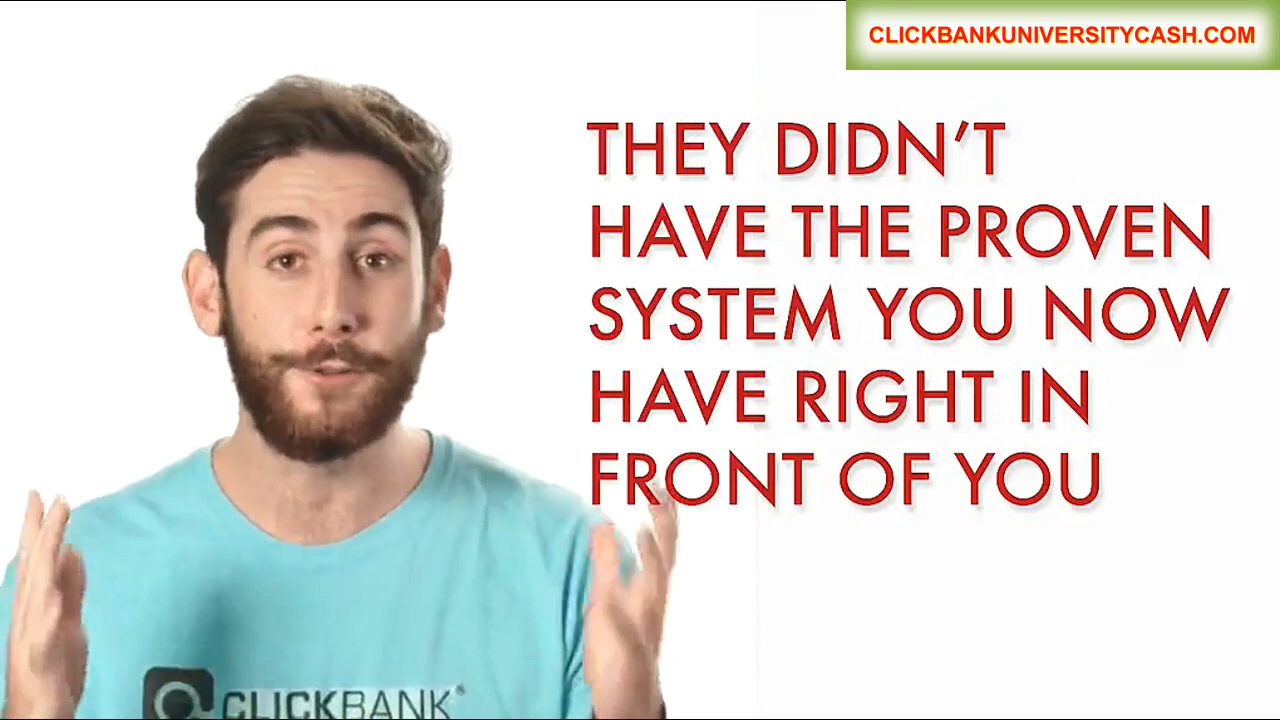 CLICKBANKUNIVERSITYCASH.COM
THEY DIDN’T
HAVE THE PROVEN
SYSTEM YOU NOW
HAVE RIGHT IN
FRONT OF YOU
CLICKBANK®